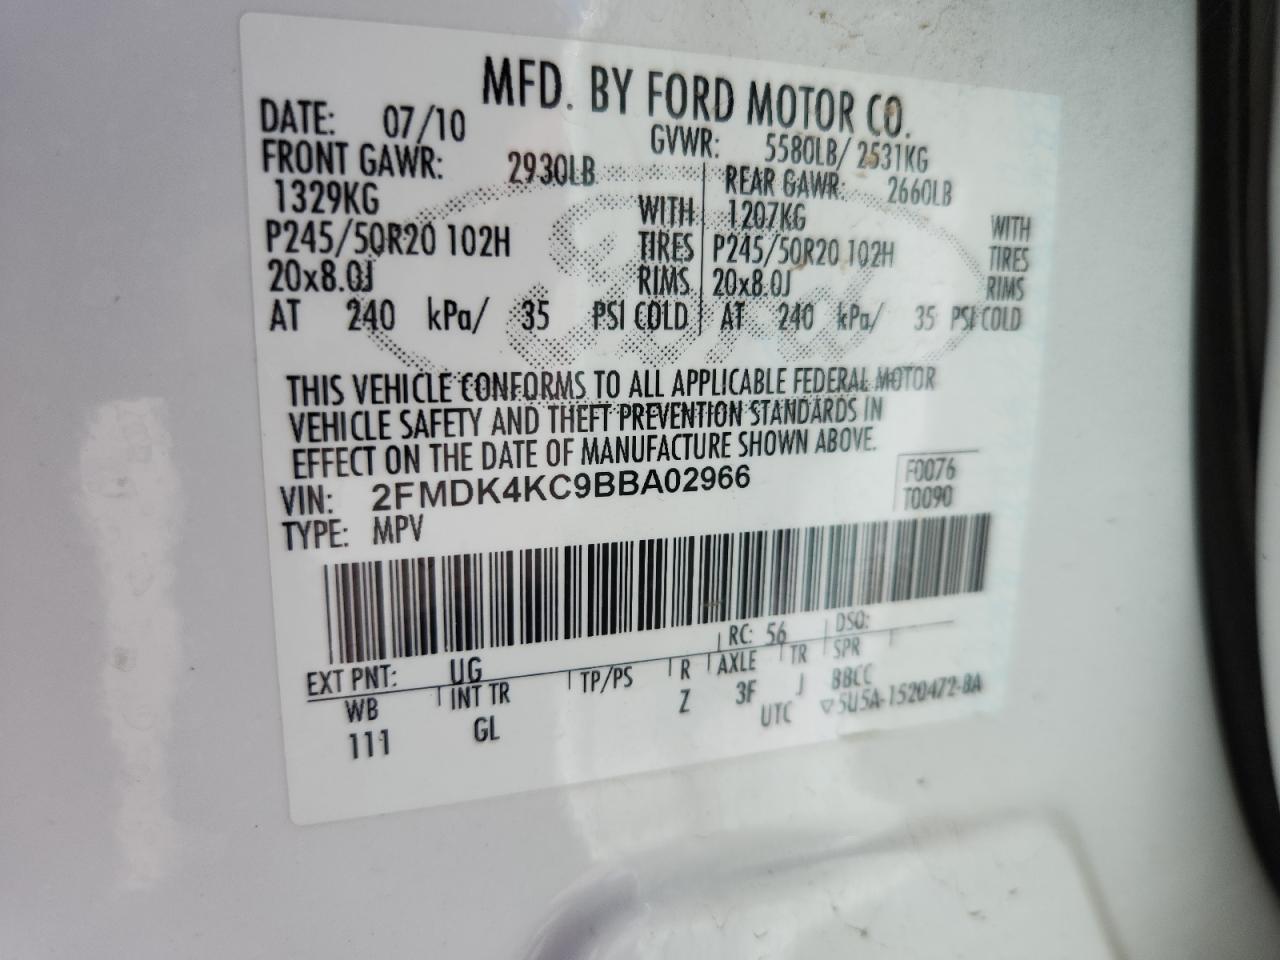 MFD. BY FORD MOTOR CO.
DATE: 07/10 GVWR: 5580LB/ 2531KG
FRONT GAWR: 2930LB REAR GAWR: 2660LB
1329KG WITH 1207KG WITH
P245/50R20 102H TIRES P245/50R20 102H TIRES
20x8.0J RIMS 20x8.0J RIMS
AT 240 kPa/ 35 PSI COLD AT 240 kPa/ 35 PSI COLD
Ford
THIS VEHICLE CONFORMS TO ALL APPLICABLE FEDERAL MOTOR
VEHICLE SAFETY AND THEFT PREVENTION STANDARDS IN
EFFECT ON THE DATE OF MANUFACTURE SHOWN ABOVE.
VIN: 2FMDK4KC9BBA02966 F0076
TYPE: MPV T0090
EXT PNT: UG RC: 56 DSO:
WB INT TR TP/PS R AXLE TR SPR
111 GL Z 3F J BBCC
UTC ▽5U5A-1520472-BA